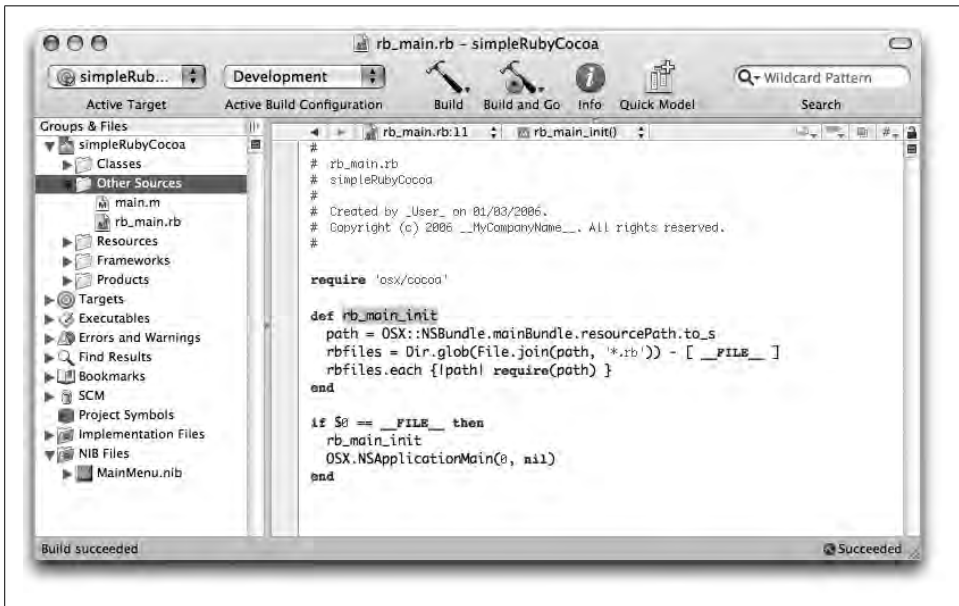 rb_main.rb – simpleRubyCocoa
simpleRub...
Development
Wildcard Pattern
Active Target
Active Build Configuration
Build
Build and Go
Info
Quick Model
Search
Groups & Files
simpleRubyCocoa
Classes
Other Sources
main.m
rb_main.rb
Resources
Frameworks
Products
Targets
Executables
Errors and Warnings
Find Results
Bookmarks
SCM
Project Symbols
Implementation Files
NIB Files
MainMenu.nib
rb_main.rb:11
rb_main_init()
#
# rb_main.rb
# simpleRubyCocoa
#
# Created by _User_ on 01/03/2006.
# Copyright (c) 2006 __MyCompanyName__. All rights reserved.
#
require 'osx/cocoa'
def rb_main_init
path = OSX::NSBundle.mainBundle.resourcePath.to_s
rbfiles = Dir.glob(File.join(path, '*.rb')) - [ __FILE__ ]
rbfiles.each {|path| require(path) }
end
if $0 == __FILE__ then
rb_main_init
OSX.NSApplicationMain(0, nil)
end
Build succeeded
Succeeded